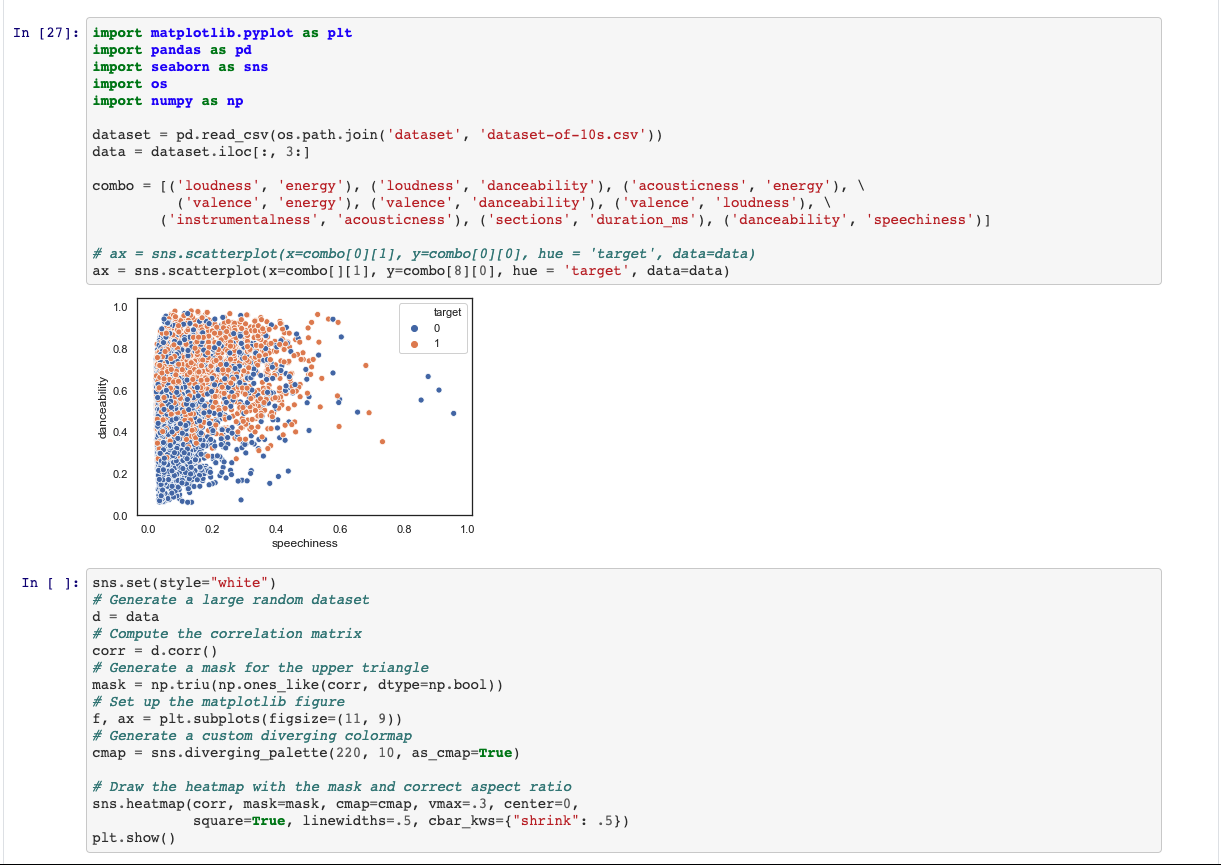 In [27]: import matplotlib.pyplot as plt
import pandas as pd
import seaborn as sns
import os
import numpy as np
dataset = pd.read_csv(os.path.join('dataset', 'dataset-of-10s.csv'))
data = dataset.iloc[:, 3:]
combo = [('loudness', 'energy'), ('loudness', 'danceability'), ('acousticness', 'energy'), \
('valence', 'energy'), ('valence', 'danceability'), ('valence', 'loudness'), \
('instrumentalness', 'acousticness'), ('sections', 'duration_ms'), ('danceability', 'speechiness')]
# ax = sns.scatterplot(x=combo[0][1], y=combo[0][0], hue = 'target', data=data)
ax = sns.scatterplot(x=combo[][1], y=combo[8][0], hue = 'target', data=data)
1.0
0.8
0.6
0.4
0.2
0.0
danceability
target
0
1
0.0 0.2 0.4 0.6 0.8 1.0
speechiness
In [ ]: sns.set(style="white")
# Generate a large random dataset
d = data
# Compute the correlation matrix
corr = d.corr()
# Generate a mask for the upper triangle
mask = np.triu(np.ones_like(corr, dtype=np.bool))
# Set up the matplotlib figure
f, ax = plt.subplots(figsize=(11, 9))
# Generate a custom diverging colormap
cmap = sns.diverging_palette(220, 10, as_cmap=True)
# Draw the heatmap with the mask and correct aspect ratio
sns.heatmap(corr, mask=mask, cmap=cmap, vmax=.3, center=0,
square=True, linewidths=.5, cbar_kws={"shrink": .5})
plt.show()